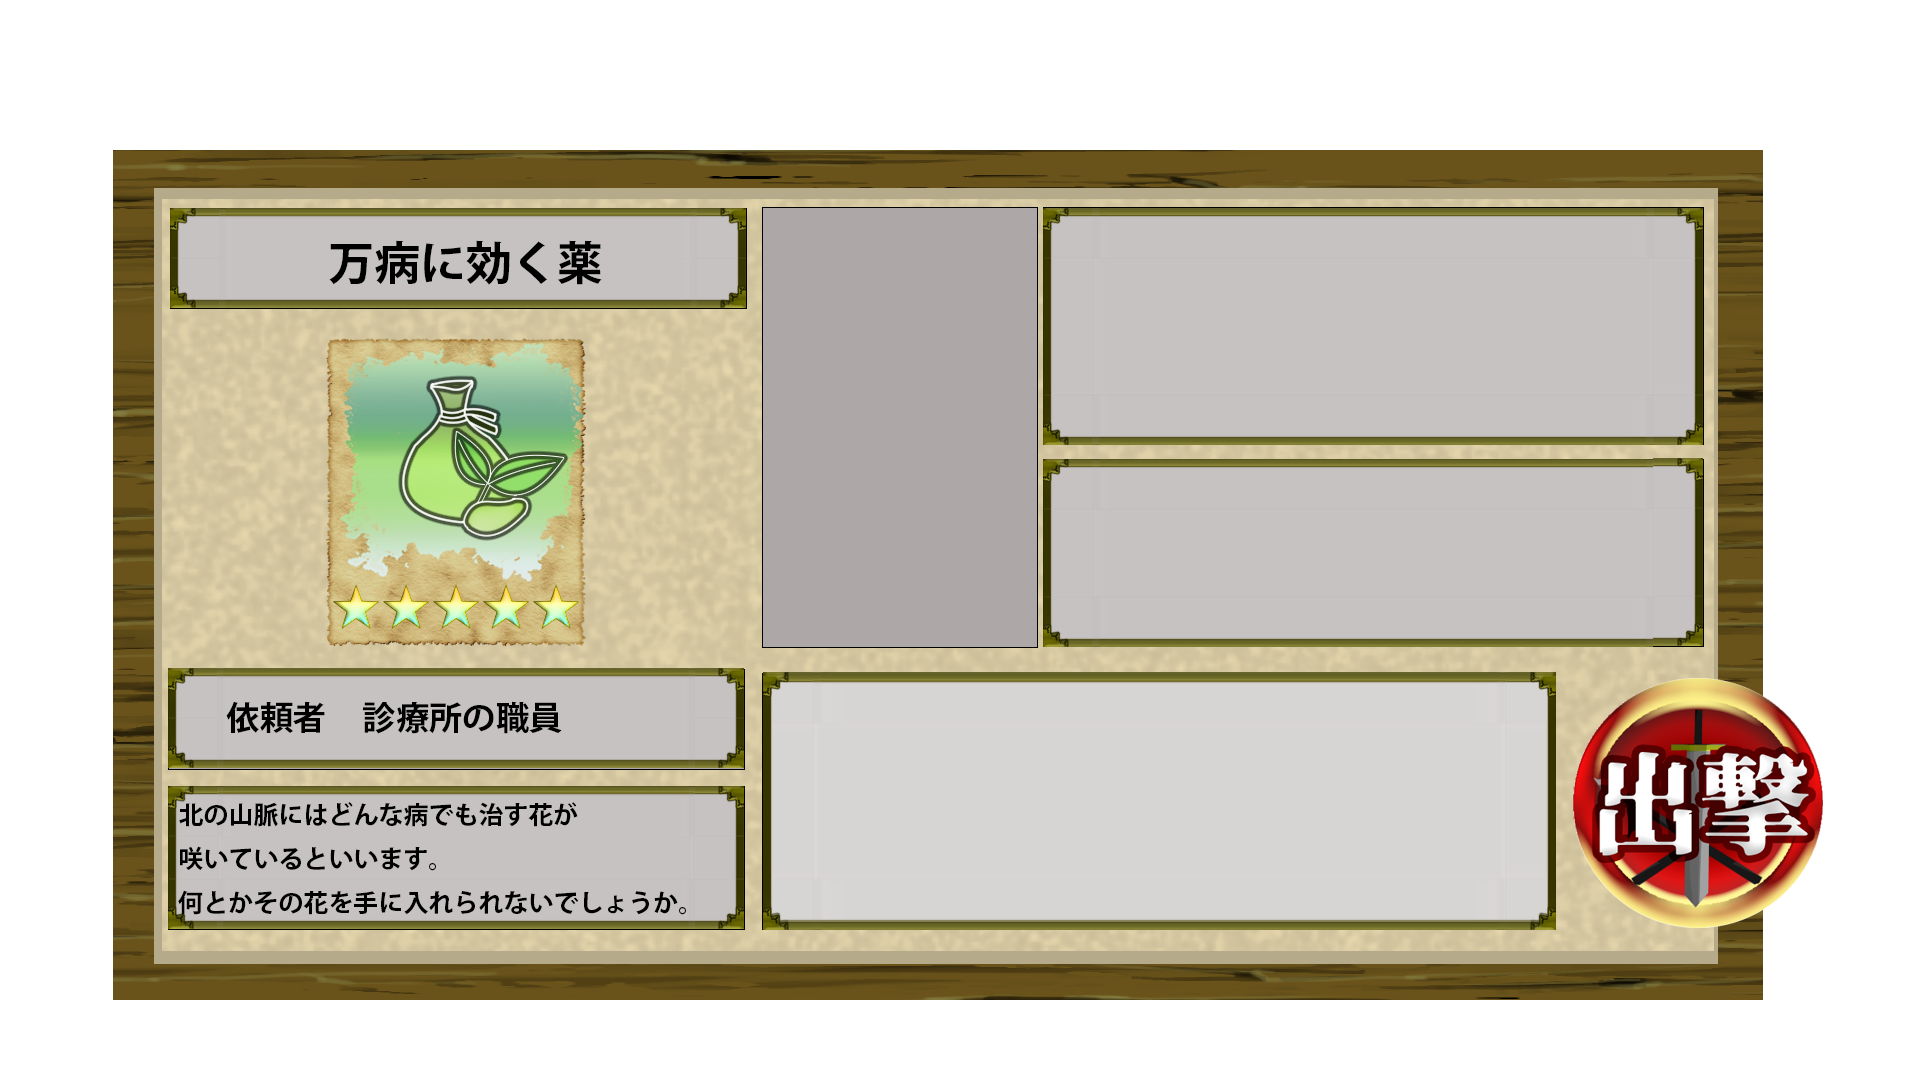 万病に効く薬
依頼者　診療所の職員
北の山脈にはどんな病でも治す花が
咲いているといいます。
何とかその花を手に入れられないでしょうか。
出撃